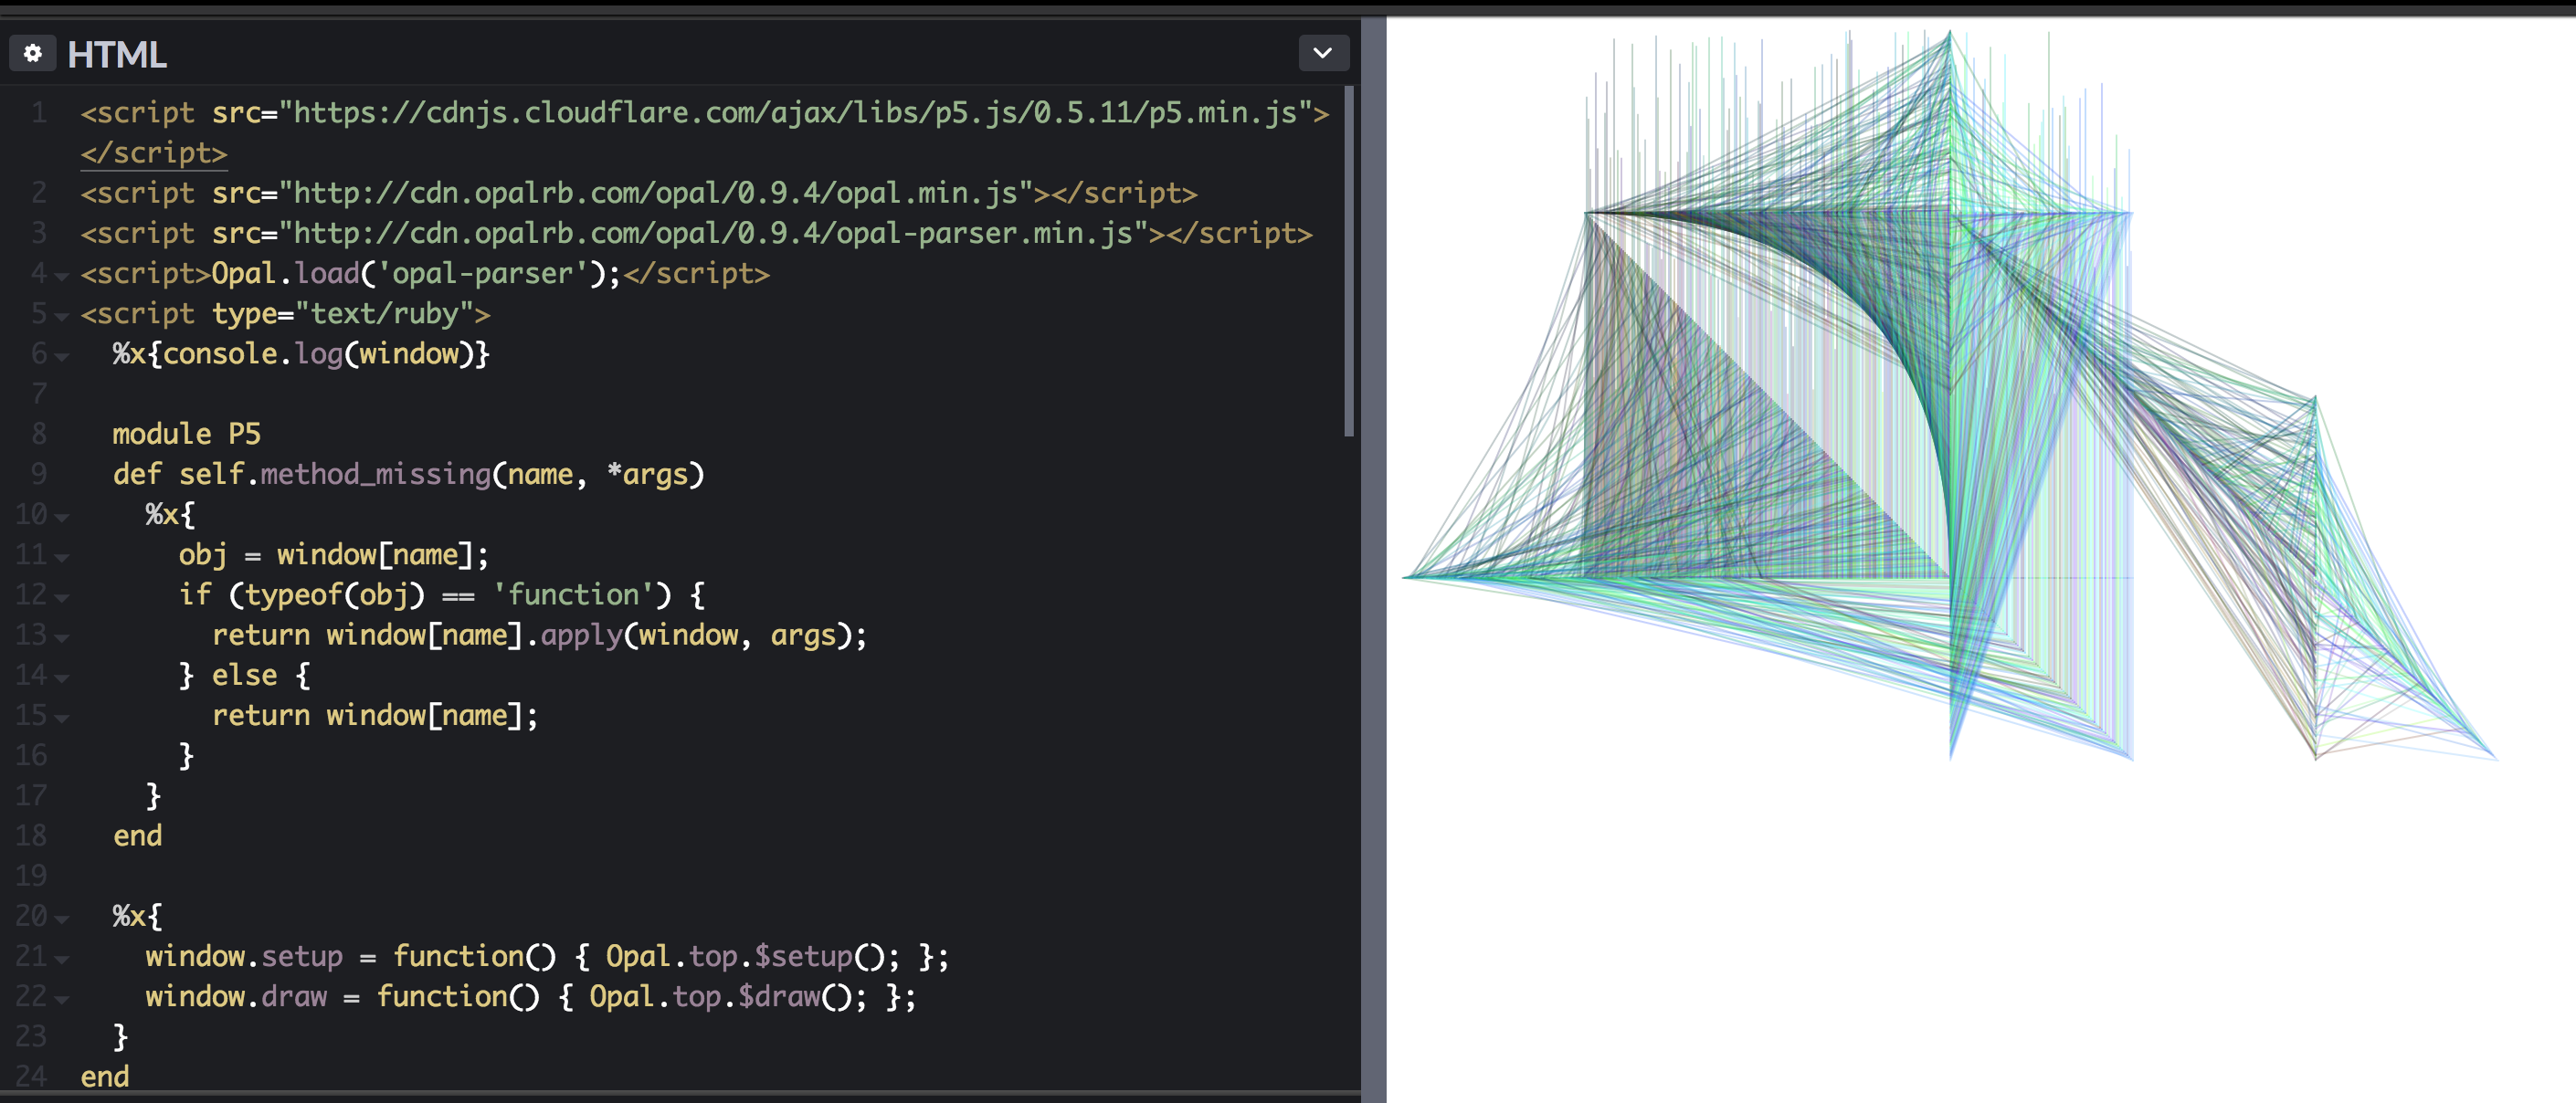 HTML
1 <script src="https://cdnjs.cloudflare.com/ajax/libs/p5.js/0.5.11/p5.min.js">
</script>
2 <script src="http://cdn.opalrb.com/opal/0.9.4/opal.min.js"></script>
3 <script src="http://cdn.opalrb.com/opal/0.9.4/opal-parser.min.js"></script>
4 <script>Opal.load('opal-parser');</script>
5 <script type="text/ruby">
6   %x{console.log(window)}
7
8   module P5
9   def self.method_missing(name, *args)
10     %x{
11       obj = window[name];
12       if (typeof(obj) == 'function') {
13         return window[name].apply(window, args);
14       } else {
15         return window[name];
16       }
17     }
18   end
19
20   %x{
21     window.setup = function() { Opal.top.$setup(); };
22     window.draw = function() { Opal.top.$draw(); };
23   }
24 end